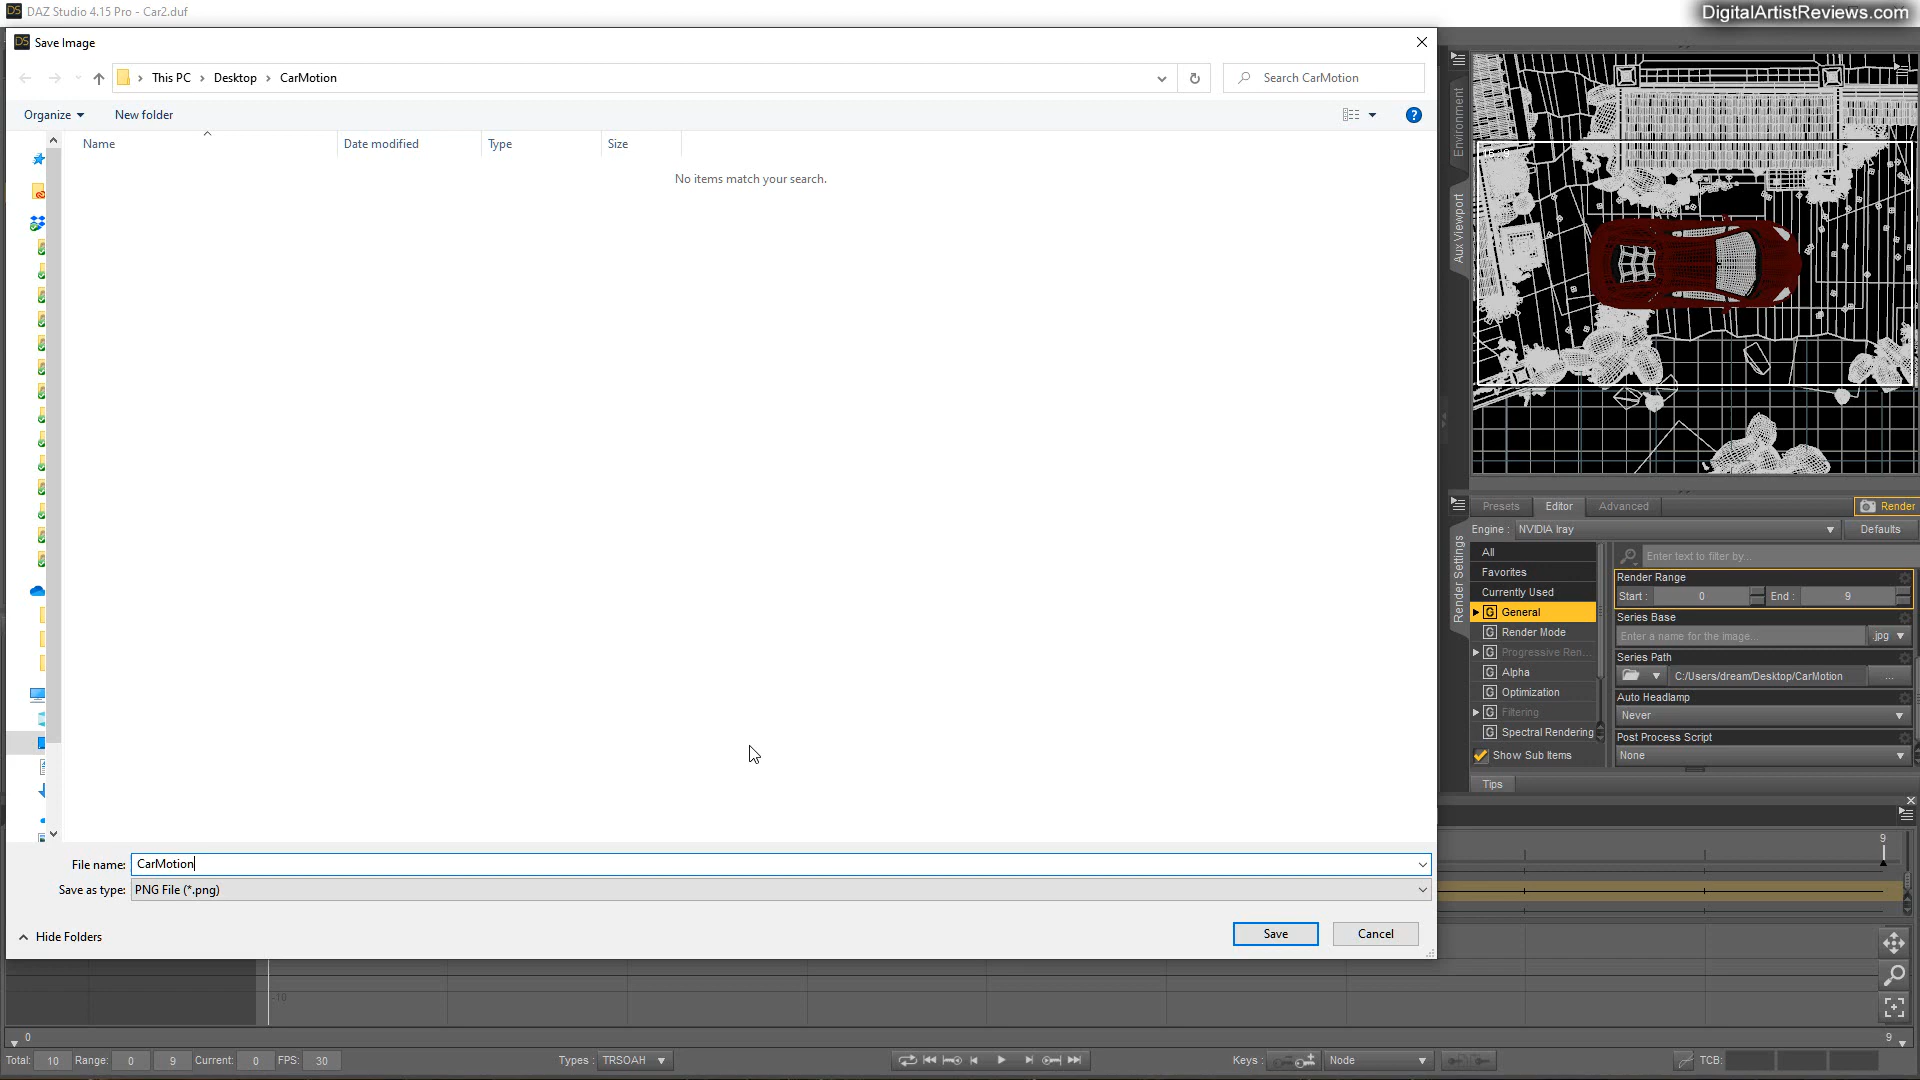 DAZ Studio 4.15 Pro - Car2.duf
DigitalArtistReviews.com
Save Image
This PC > Desktop > CarMotion
Search CarMotion
Organize
New folder
Name
Date modified
Type
Size
No items match your search.
File name: CarMotion
Save as type: PNG File (*.png)
Hide Folders
Save
Cancel
Environment
Aux Viewport
Render Settings
Presets
Editor
Advanced
Render
Engine : NVIDIA Iray
Defaults
All
Favorites
Currently Used
General
Render Mode
Progressive Ren...
Alpha
Optimization
Filtering
Spectral Rendering
Show Sub Items
Enter text to filter by...
Render Range
Start : 0 End : 9
Series Base
Enter a name for the image... .jpg
Series Path
C:/Users/dream/Desktop/CarMotion ...
Auto Headlamp
Never
Post Process Script
None
Tips
9
-10
0
9
Total: 10 Range: 0 9 Current: 0 FPS: 30
Types : TRSOAH
Keys :
Node
TCB: